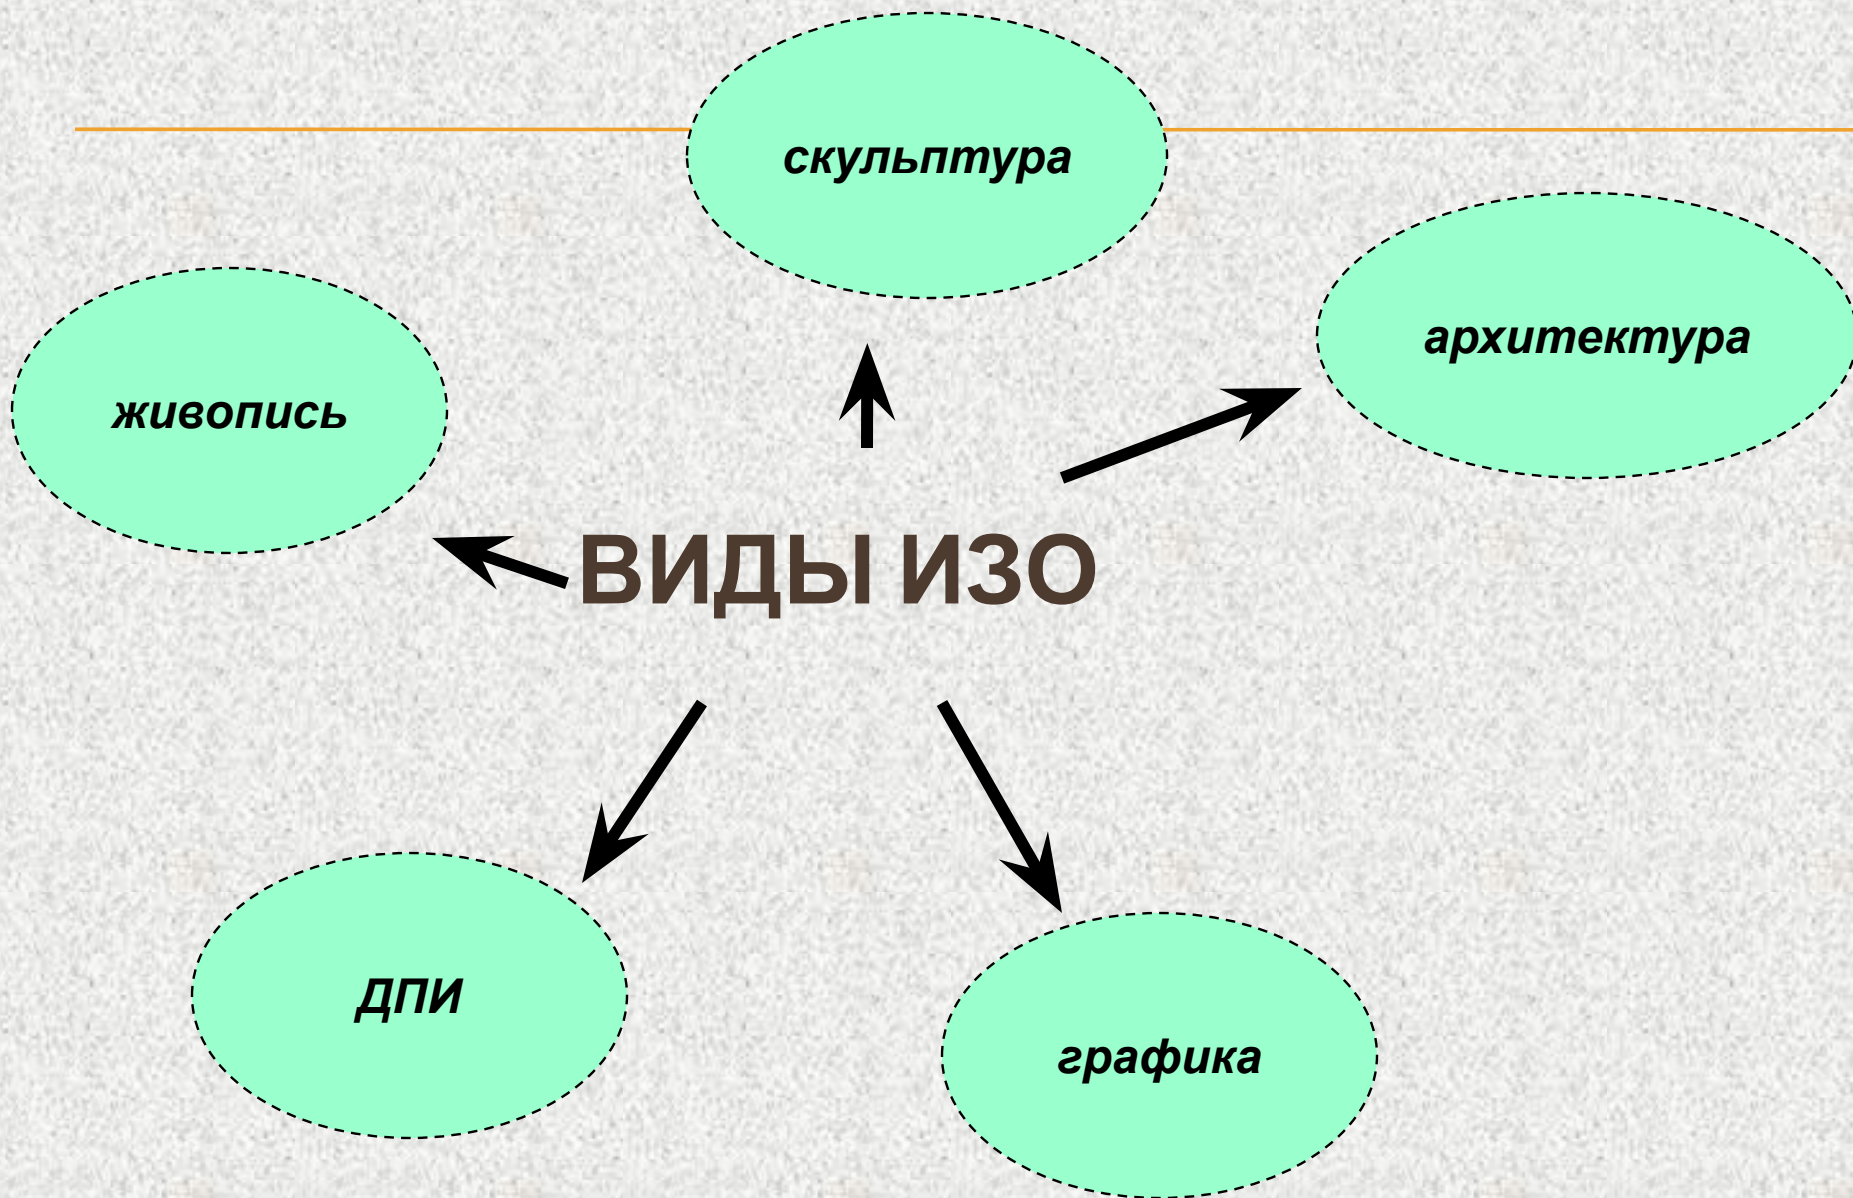 скульптура
архитектура
живопись
ВИДЫ ИЗО
ДПИ
графика